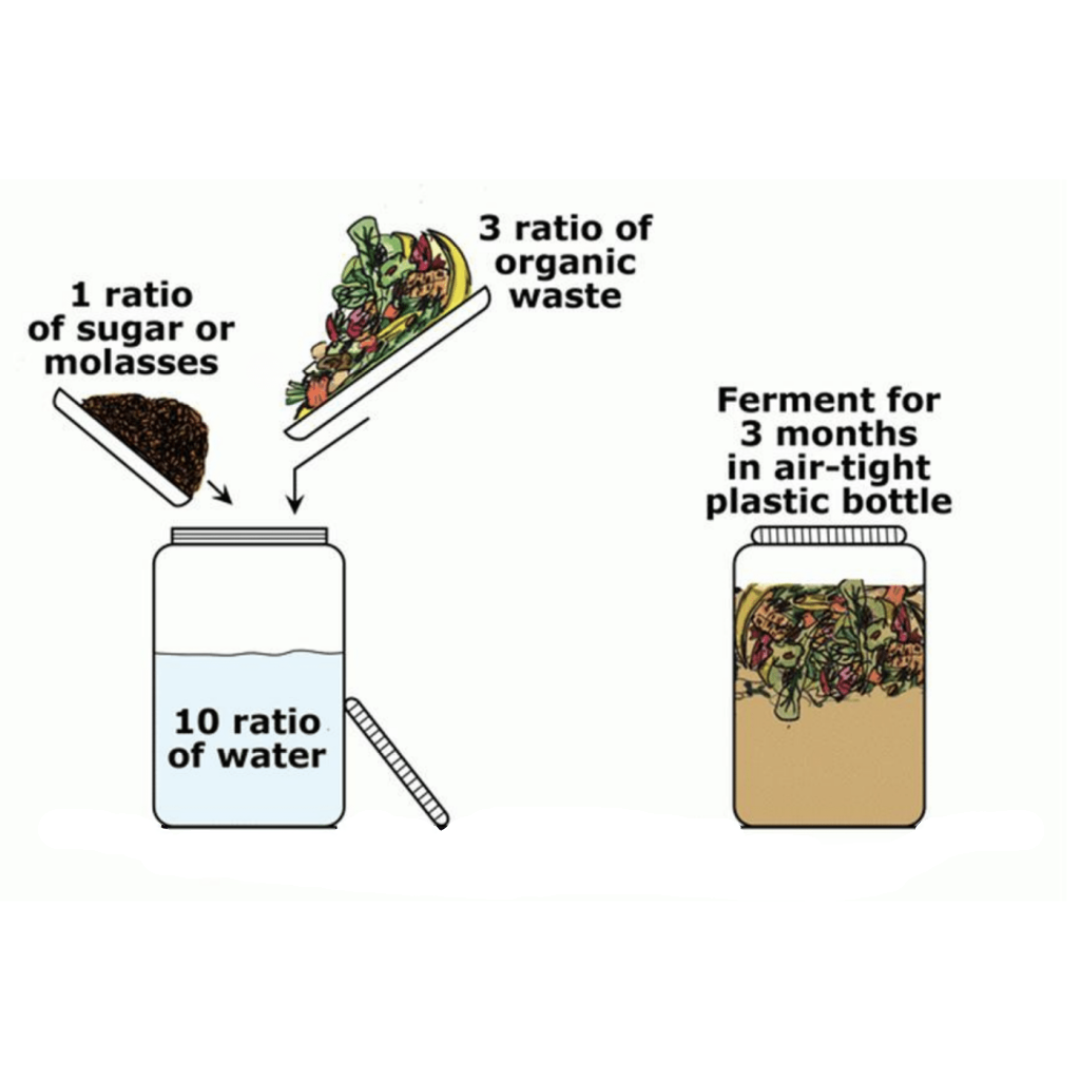 1 ratio
of sugar or
molasses
3 ratio of
organic
waste
10 ratio
of water
Ferment for
3 months
in air-tight
plastic bottle